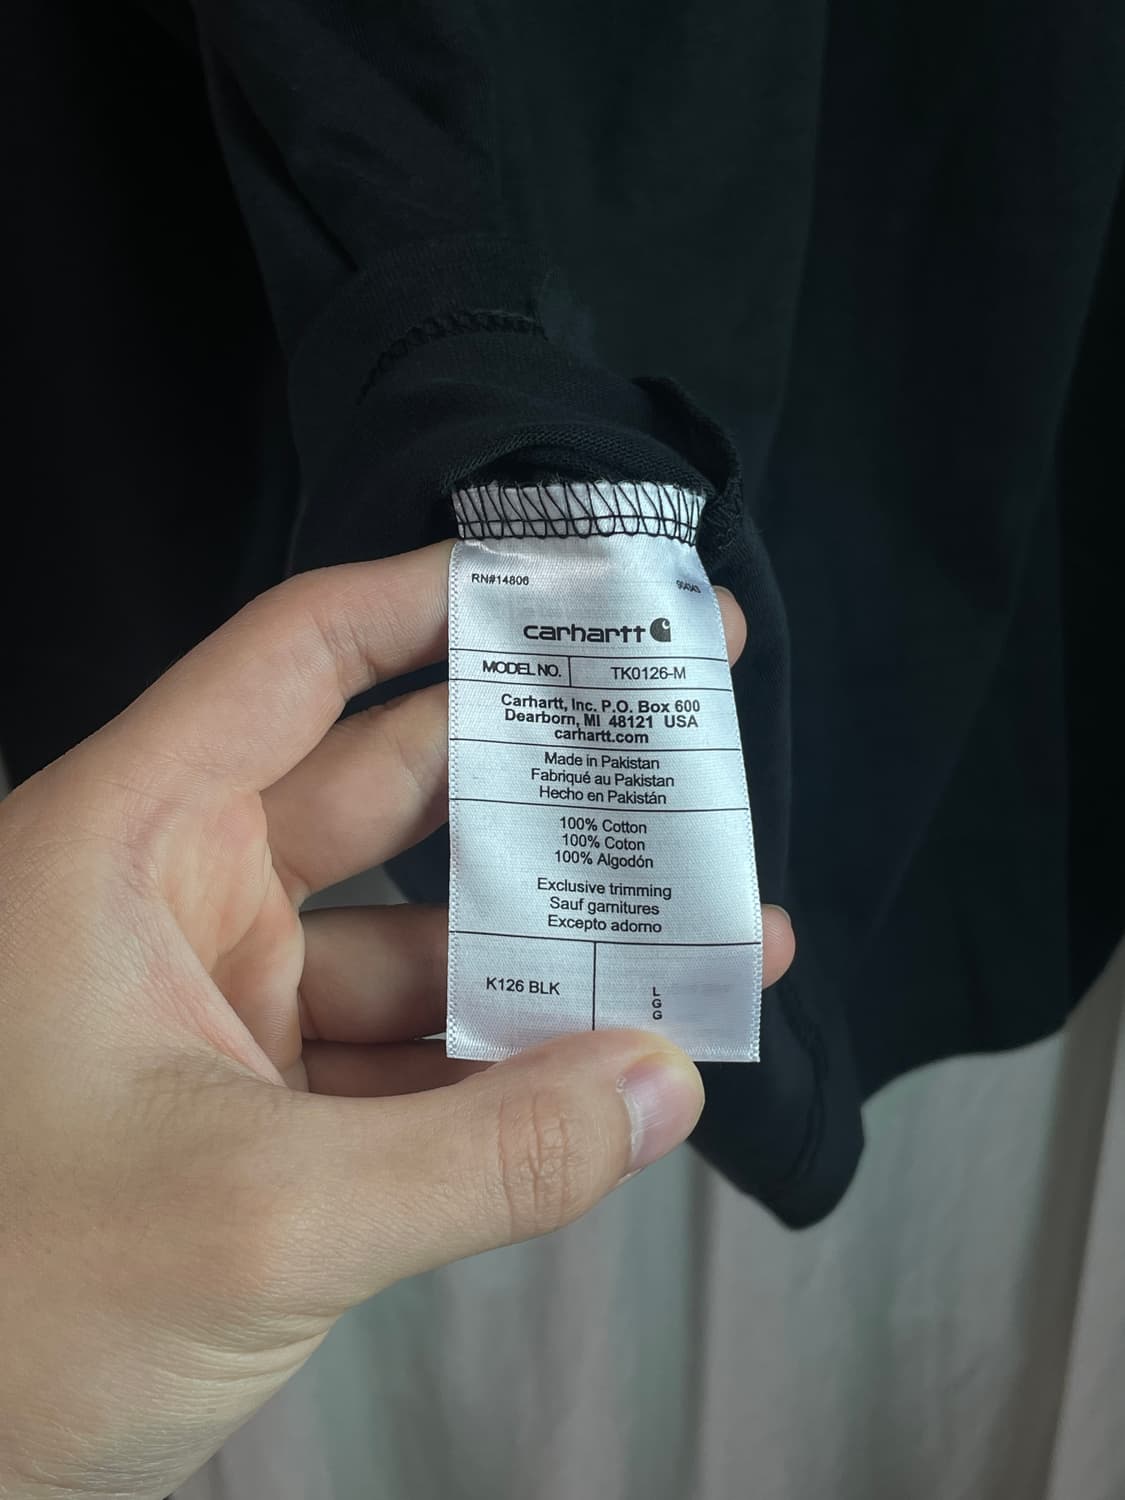 RN#14806
904343
carhartt
MODEL NO. TK0126-M
Carhartt, Inc. P.O. Box 600
Dearborn, MI 48121 USA
carhartt.com
Made in Pakistan
Fabriqué au Pakistan
Hecho en Pakistán
100% Cotton
100% Coton
100% Algodón
Exclusive trimming
Sauf garnitures
Excepto adorno
K126 BLK
L
G
G